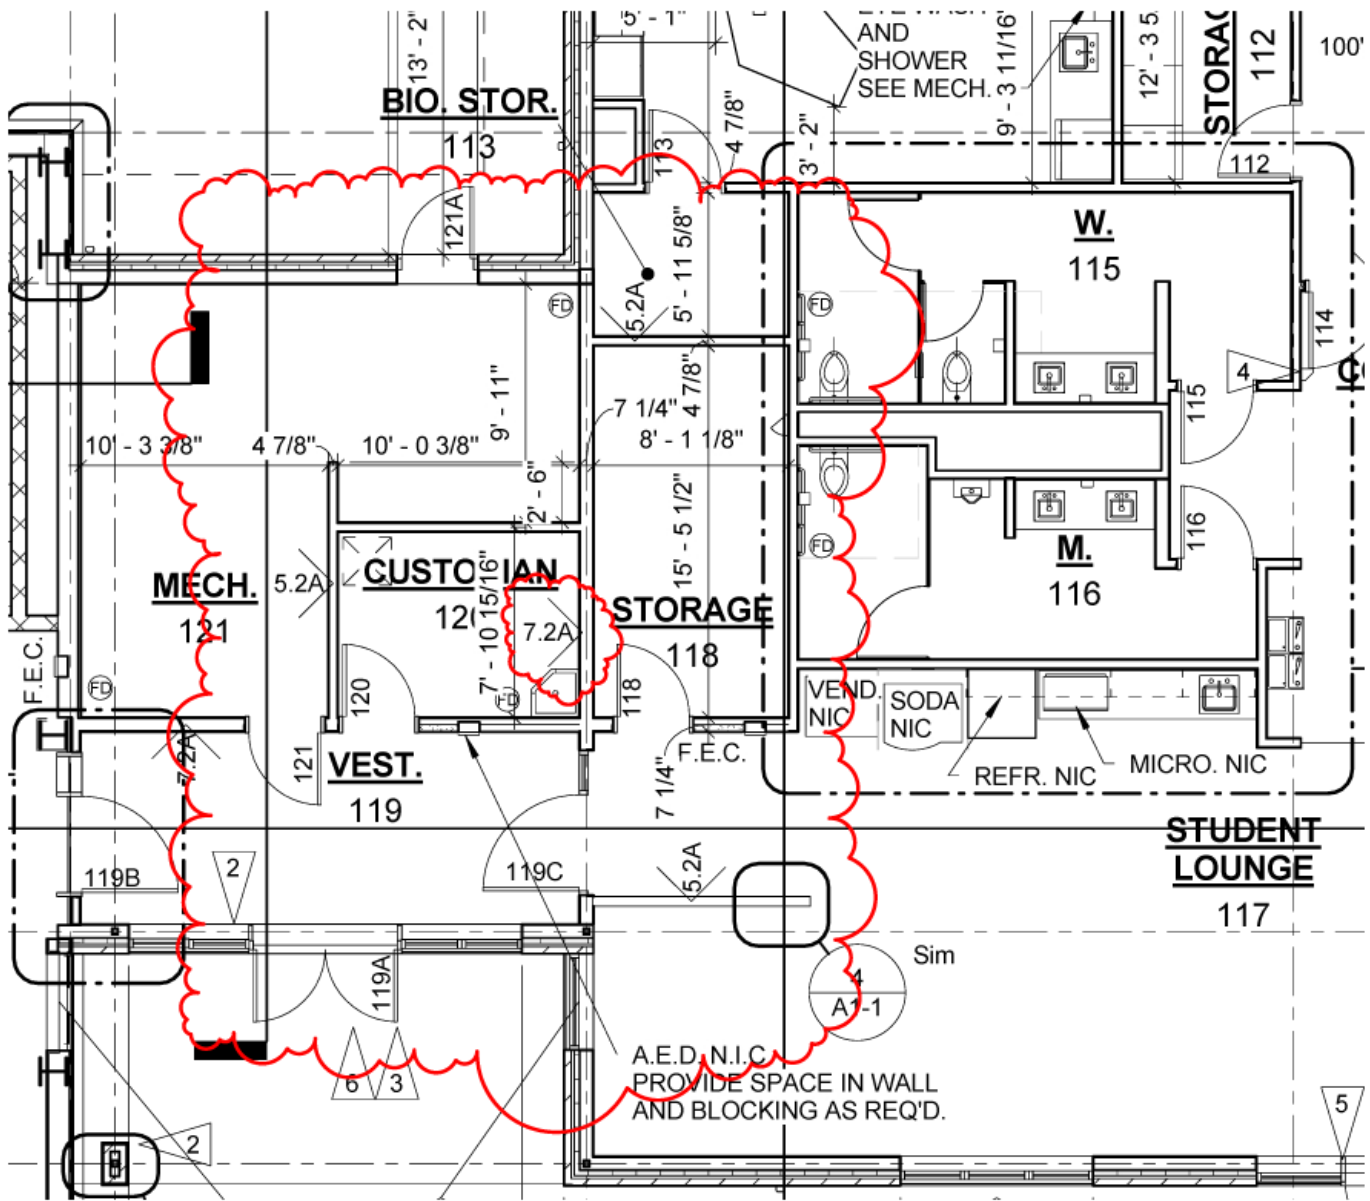 5' - 1"
AND
SHOWER
SEE MECH.
13' - 2"
9' - 3 11/16"
12' - 3 5
STORAG
112
100'
BIO. STOR.
113
113
4 7/8"
3' - 2"
112
121A
5' - 11 5/8"
W.
115
FD
5.2A
FD
114
4
9' - 11"
4 7/8"
7 1/4"
8' - 1 1/8"
115
10' - 3 3/8"
4 7/8"
10' - 0 3/8"
2' - 6"
15' - 5 1/2"
116
FD
M.
116
MECH.
121
5.2A
CUSTODIAN
120
7' - 10 15/16"
7.2A
STORAGE
118
F.E.C.
FD
120
FD
118
VEND.
NIC
SODA
NIC
7.2A
121
VEST.
119
F.E.C.
7 1/4"
REFR. NIC
MICRO. NIC
STUDENT
LOUNGE
117
119B
2
119C
5.2A
119A
4
A1-1
Sim
6
3
A.E.D. N.I.C.
PROVIDE SPACE IN WALL
AND BLOCKING AS REQ'D.
2
5